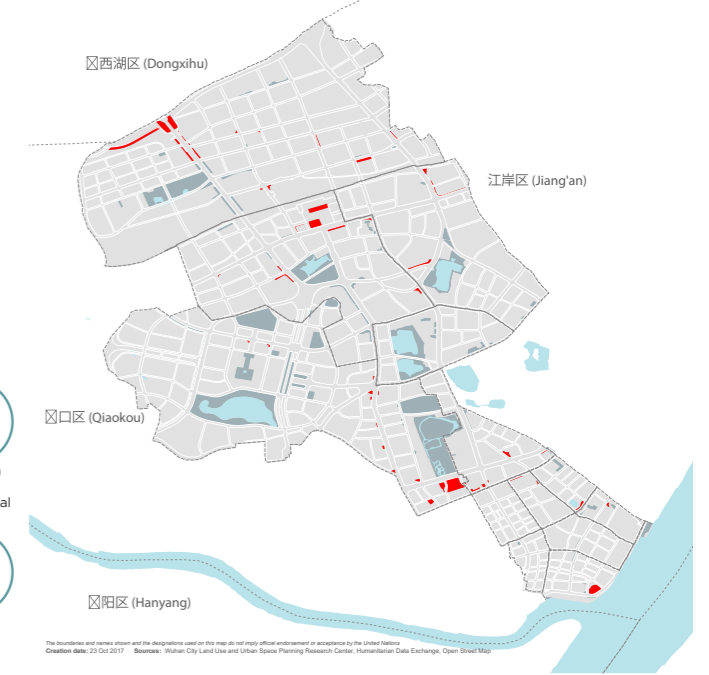 西湖区 (Dongxihu)
江岸区 (Jiang'an)
口区 (Qiaokou)
al
阳区 (Hanyang)
The boundaries and names shown and the designations used on this map do not imply official endorsement or acceptance by the United Nations
Creation date: 23 Oct 2017 Sources: Wuhan City Land Use and Urban Space Planning Research Center, Humanitarian Data Exchange, Open Street Map